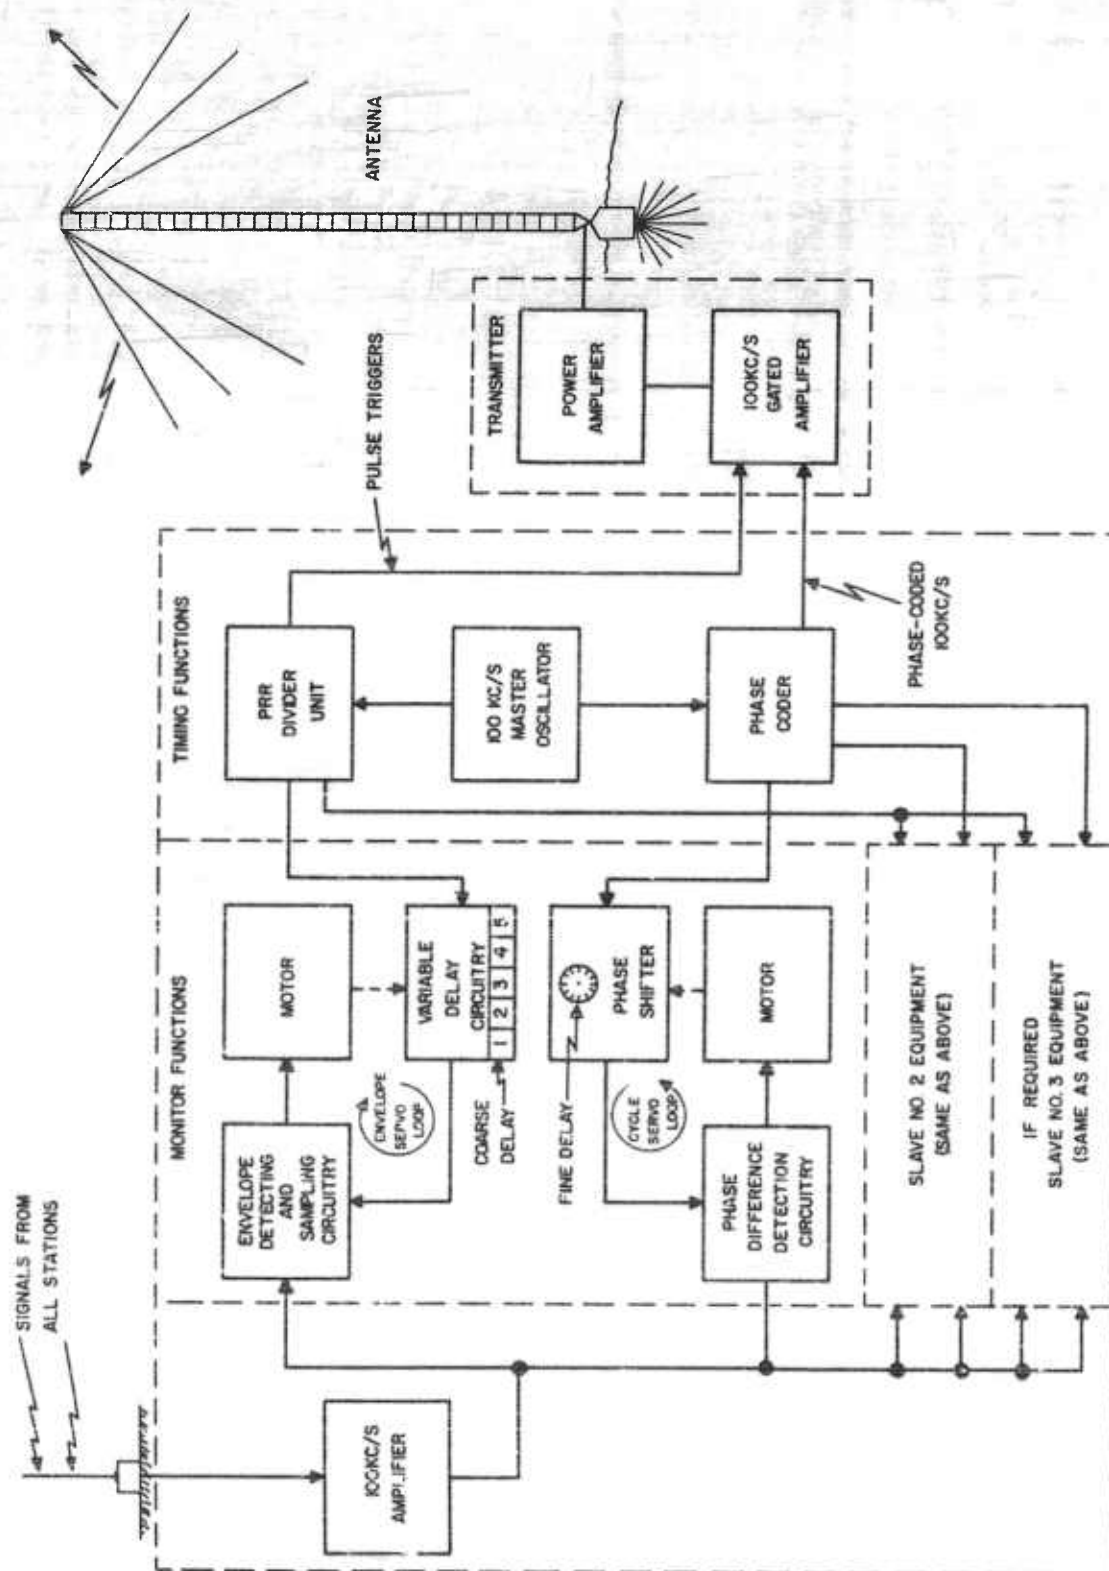 SIGNALS FROM
ALL STATIONS
100KC/S
AMPLIFIER
MONITOR FUNCTIONS
ENVELOPE
DETECTING
AND
SAMPLING
CIRCUITRY
MOTOR
ENVELOPE
SERVO
LOOP
VARIABLE
DELAY
CIRCUITRY
1 2 3 4 5
COARSE
DELAY
FINE DELAY
PHASE
SHIFTER
CYCLE
SERVO
LOOP
PHASE
DIFFERENCE
DETECTION
CIRCUITRY
MOTOR
SLAVE NO 2 EQUIPMENT
(SAME AS ABOVE)
IF REQUIRED
SLAVE NO. 3 EQUIPMENT
(SAME AS ABOVE)
TIMING FUNCTIONS
PRR
DIVIDER
UNIT
100 KC/S
MASTER
OSCILLATOR
PHASE
CODER
PULSE TRIGGERS
PHASE-CODED
100KC/S
TRANSMITTER
POWER
AMPLIFIER
100KC/S
GATED
AMPLIFIER
ANTENNA